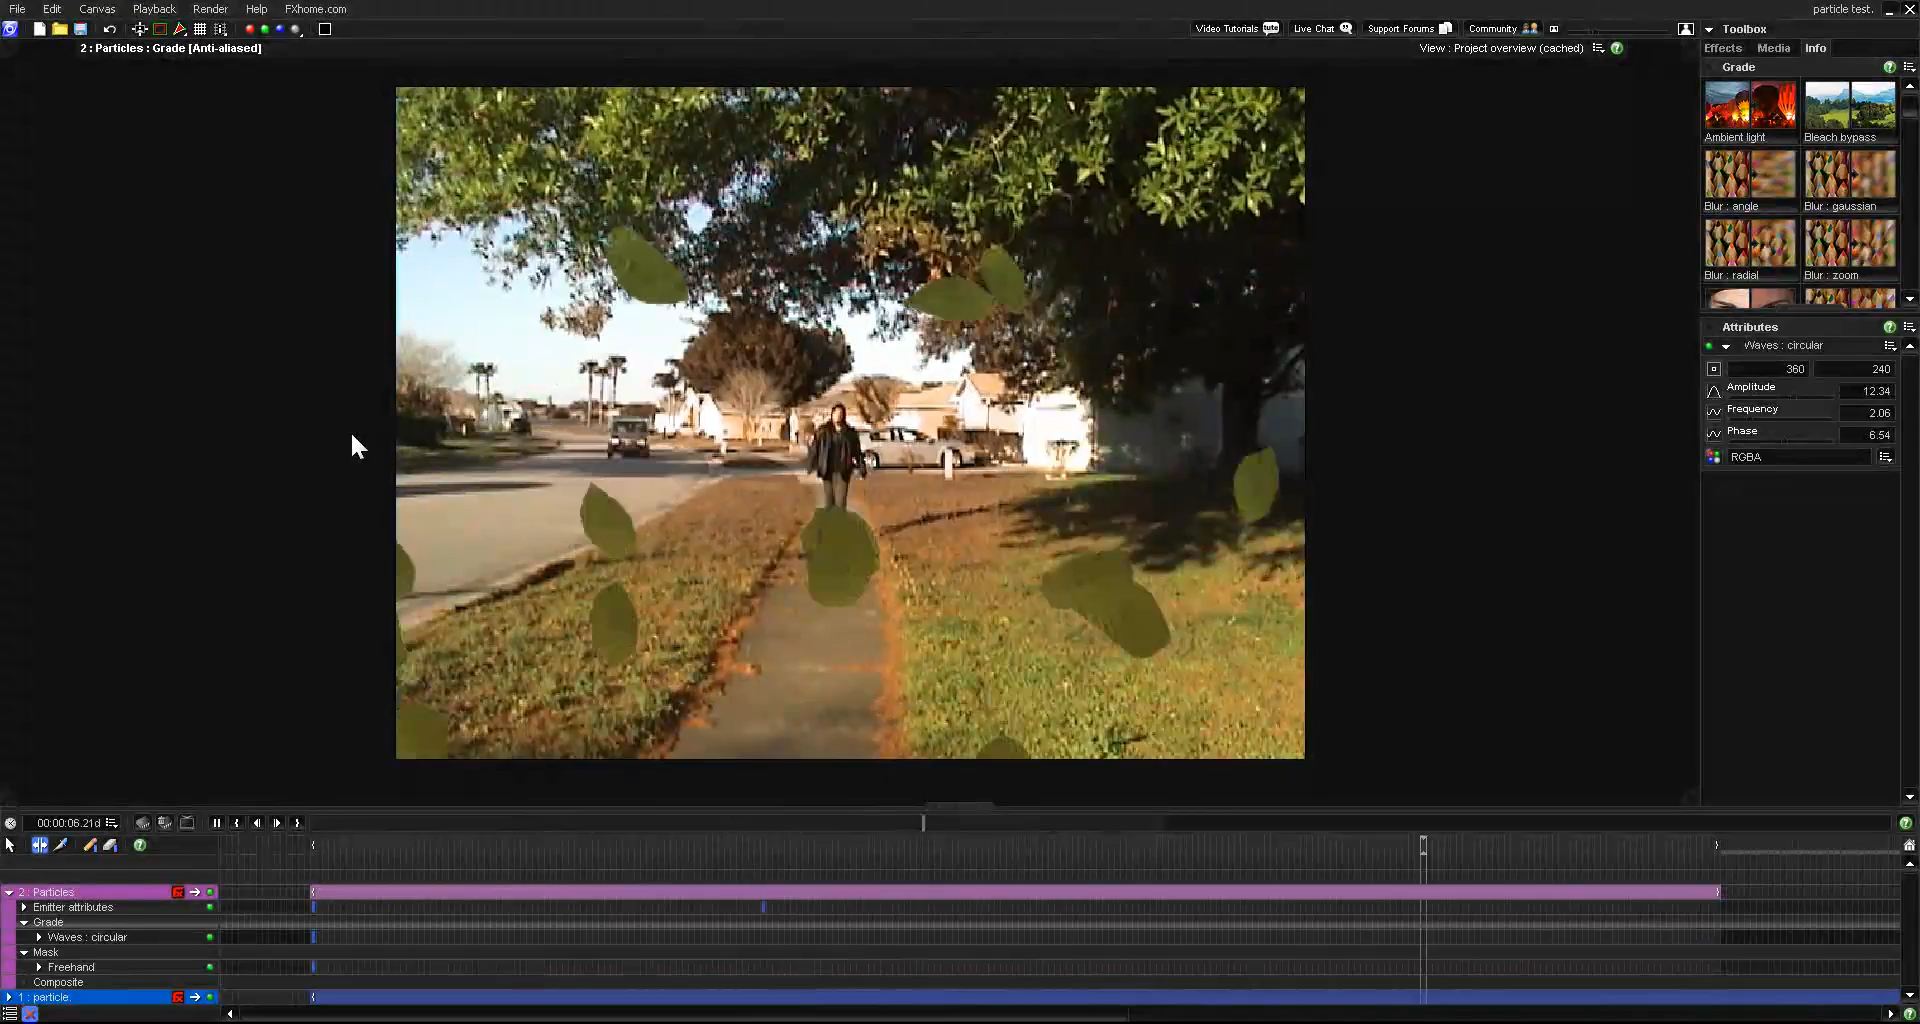 File Edit Canvas Playback Render Help FXhome.com particle test.
Video Tutorials Live Chat Support Forums Community Toolbox
2 : Particles : Grade [Anti-aliased] View : Project overview (cached) Effects Media Info
Grade
Ambient light Bleach bypass
Blur : angle Blur : gaussian
Blur : radial Blur : zoom
Attributes
Waves : circular
360 240
Amplitude 12.34
Frequency 2.06
Phase 6.54
RGBA
00:00:06.21d
2 : Particles
Emitter attributes
Grade
Waves : circular
Mask
Freehand
Composite
1 : particle.